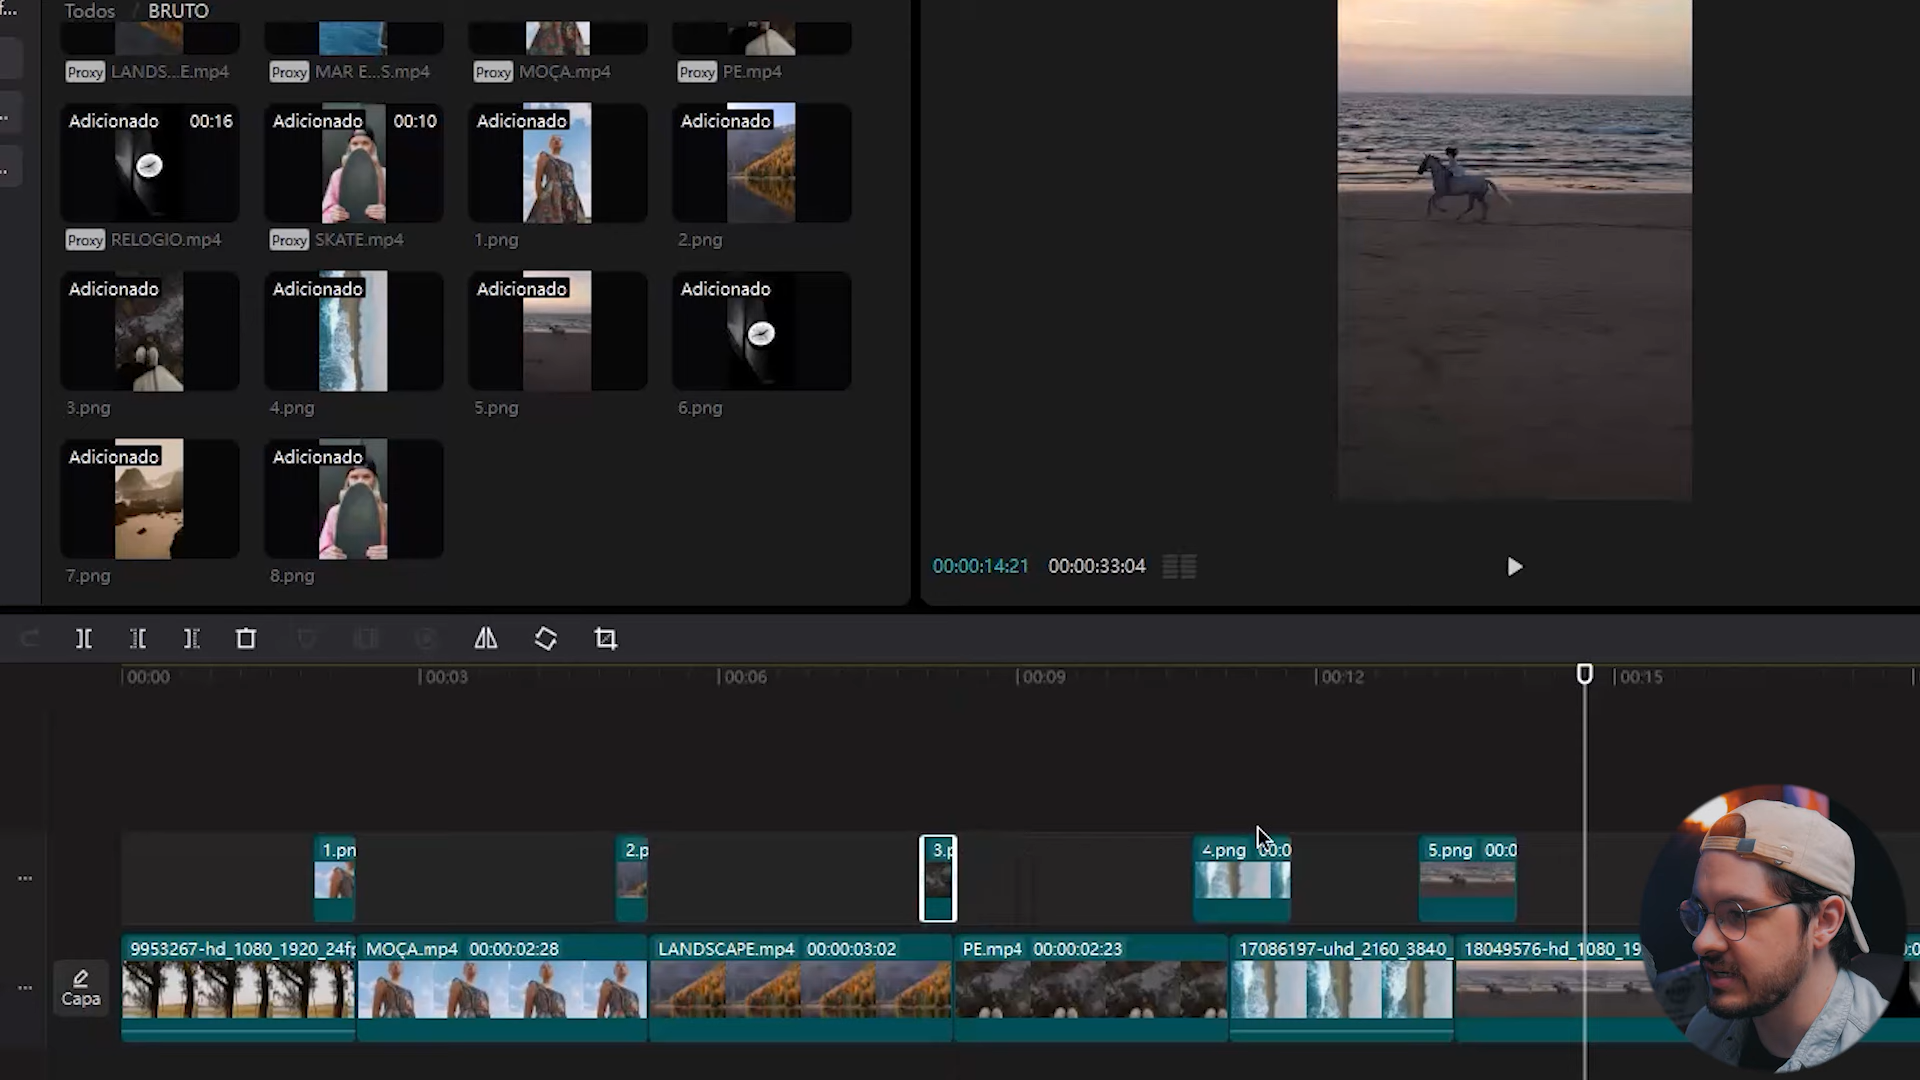 f...
Todos / BRUTO
Proxy LANDS...E.mp4
Proxy MAR E...S.mp4
Proxy MOÇA.mp4
Proxy PE.mp4
Adicionado 00:16
Adicionado 00:10
Adicionado
Adicionado
Proxy RELOGIO.mp4
Proxy SKATE.mp4
1.png
2.png
Adicionado
Adicionado
Adicionado
Adicionado
3.png
4.png
5.png
6.png
Adicionado
Adicionado
7.png
8.png
00:00:14:21 00:00:33:04
00:00
00:03
00:06
00:09
00:12
00:15
1.pn
2.p
3.p
4.png 00:0
5.png 00:0
Capa
9953267-hd_1080_1920_24fp
MOÇA.mp4 00:00:02:28
LANDSCAPE.mp4 00:00:03:02
PE.mp4 00:00:02:23
17086197-uhd_2160_3840_
18049576-hd_1080_19